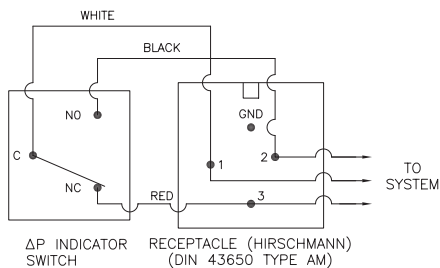 WHITE
BLACK
NO
GND
C
1
2
TO
SYSTEM
NC
RED
3
ΔP INDICATOR
SWITCH
RECEPTACLE (HIRSCHMANN)
(DIN 43650 TYPE AM)